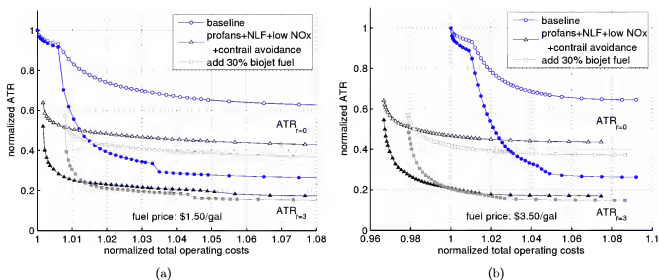 (a)
normalized ATR
1
0.8
0.6
0.4
0.2
0
baseline
profans+NLF+low NOx
+contrail avoidance
add 30% biojet fuel
ATR r=0
ATR r=3
fuel price: $1.50/gal
1 1.01 1.02 1.03 1.04 1.05 1.06 1.07 1.08
normalized total operating costs
(a)
(b)
normalized ATR
1
0.8
0.6
0.4
0.2
0
baseline
profans+NLF+low NOx
+contrail avoidance
add 30% biojet fuel
ATR r=0
ATR r=3
fuel price: $3.50/gal
0.96 0.98 1 1.02 1.04 1.06 1.08 1.1
normalized total operating costs
(b)